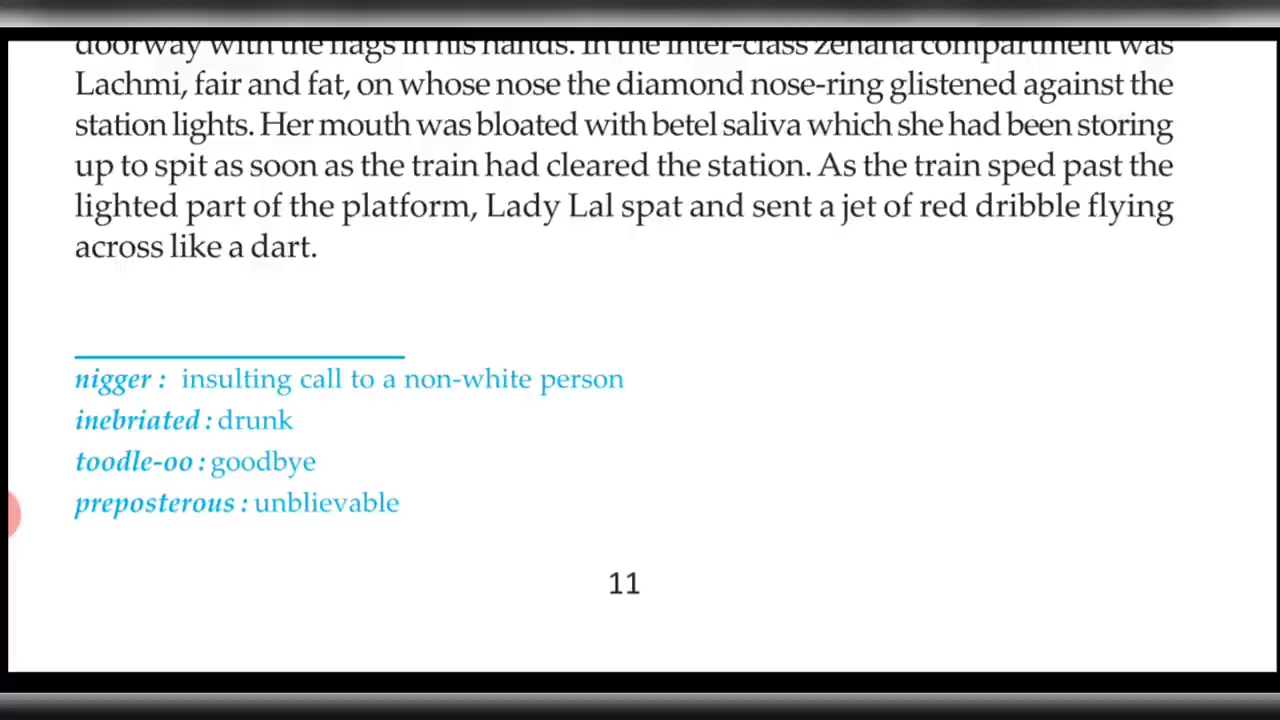 doorway with the flags in his hands. In the inter-class zenana compartment was
Lachmi, fair and fat, on whose nose the diamond nose-ring glistened against the
station lights. Her mouth was bloated with betel saliva which she had been storing
up to spit as soon as the train had cleared the station. As the train sped past the
lighted part of the platform, Lady Lal spat and sent a jet of red dribble flying
across like a dart.
nigger : insulting call to a non-white person
inebriated : drunk
toodle-oo : goodbye
preposterous : unblievable
11